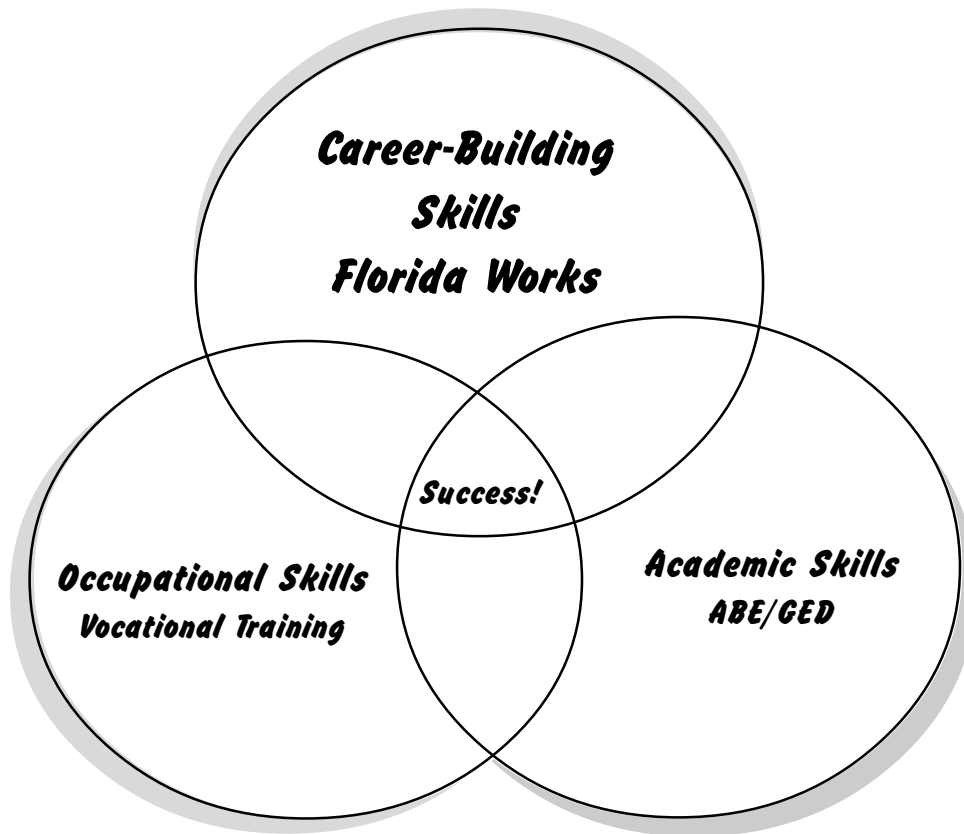 Career-Building
Skills
Florida Works
Success!
Occupational Skills
Vocational Training
Academic Skills
ABE/GED